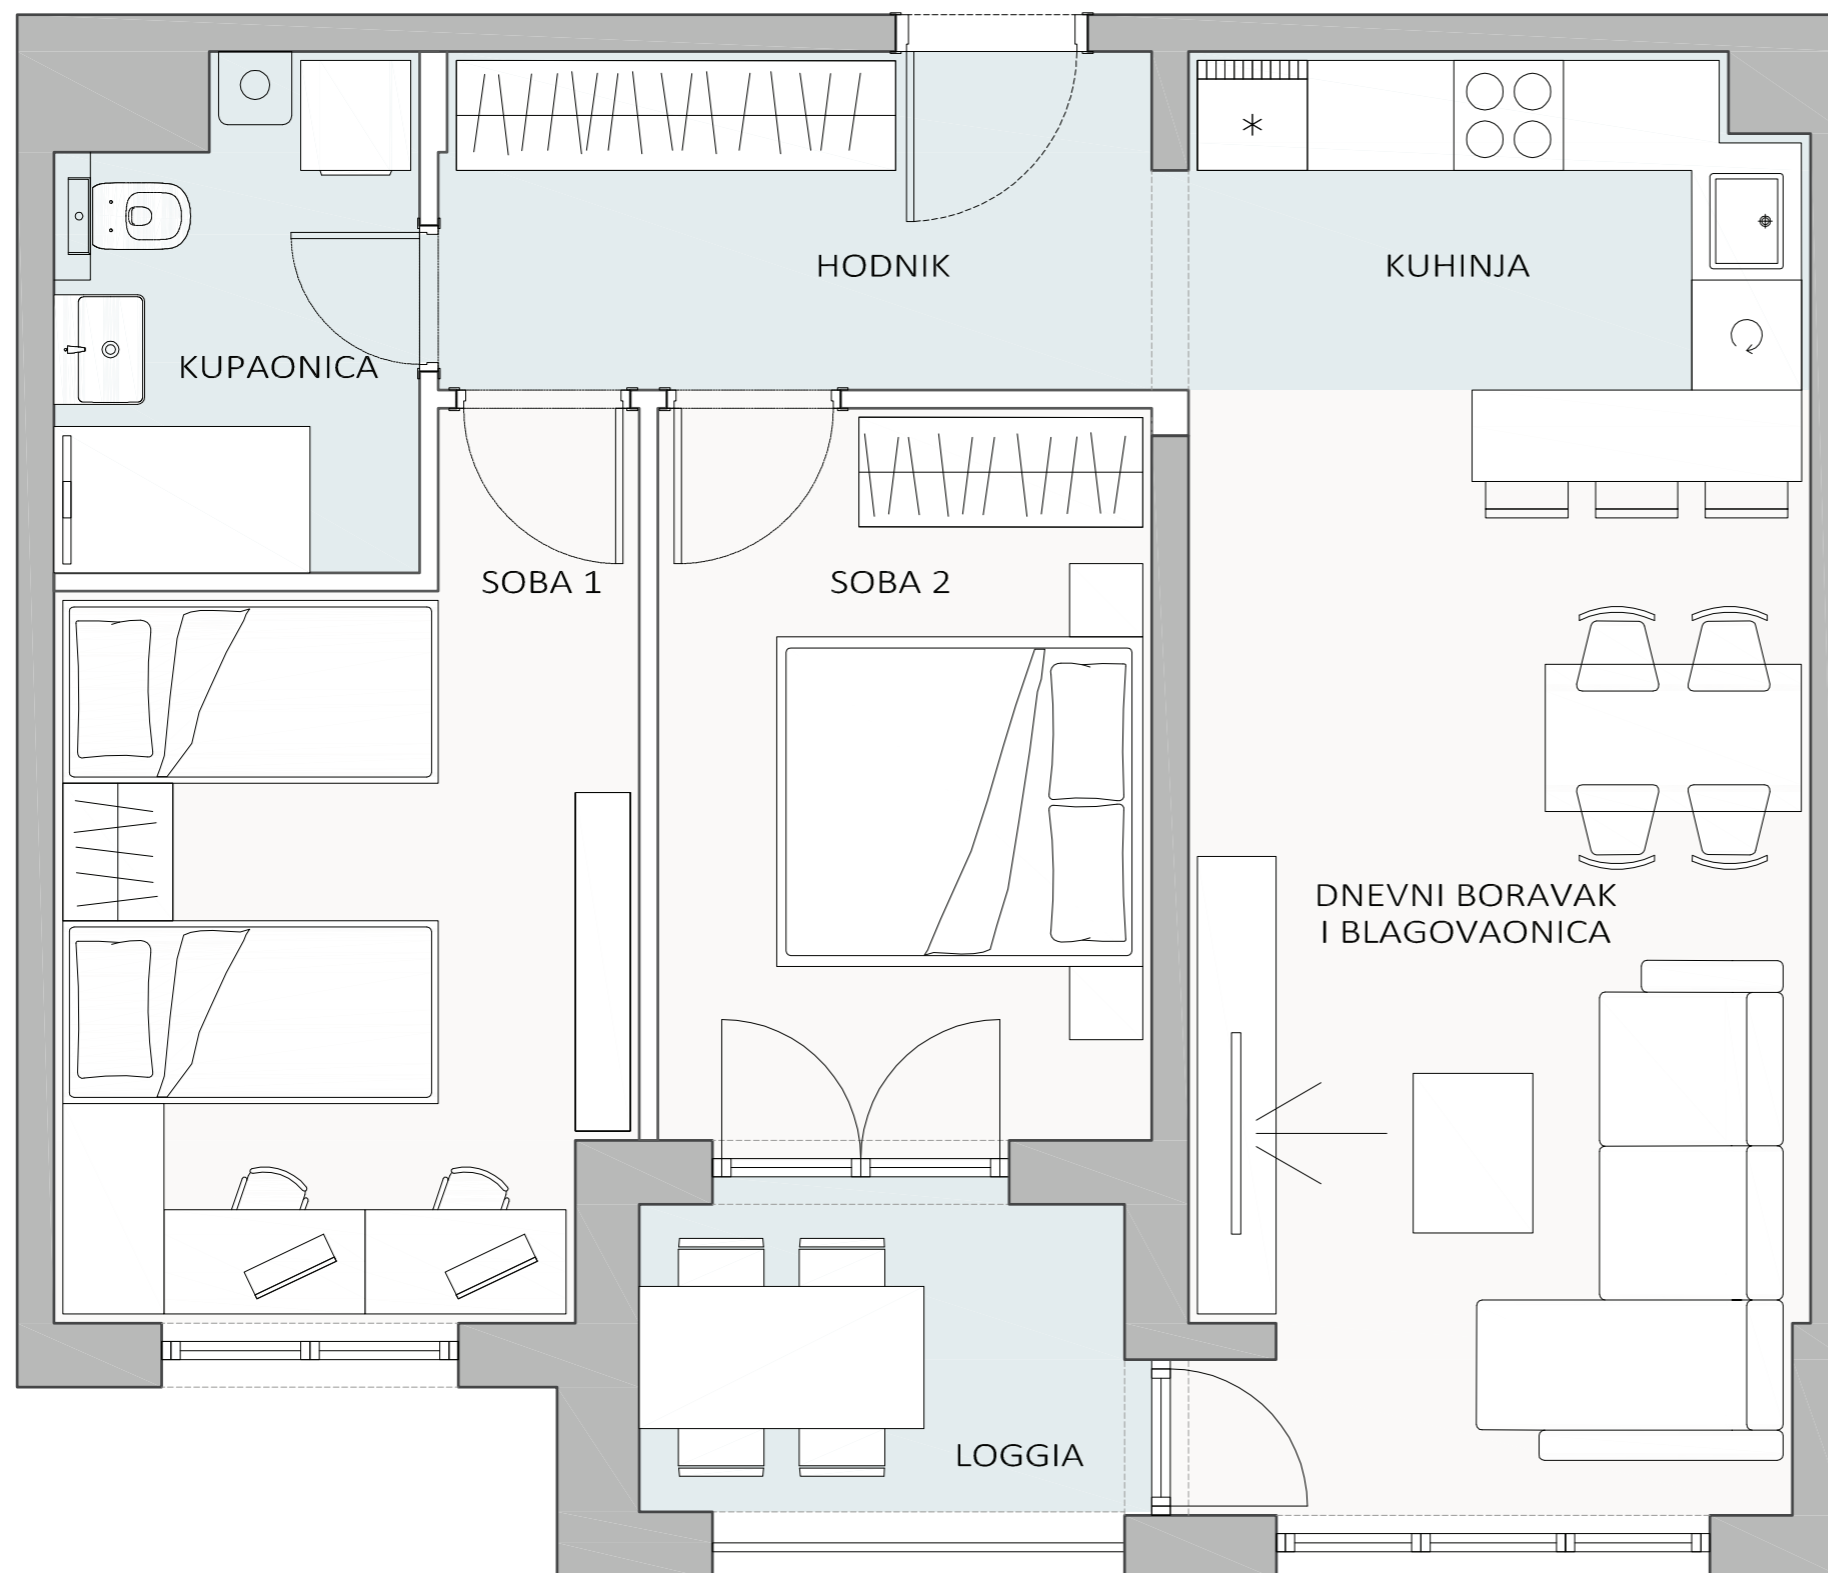 HODNIK
KUHINJA
KUPAONICA
SOBA 1
SOBA 2
DNEVNI BORAVAK
I BLAGOVAONICA
LOGGIA